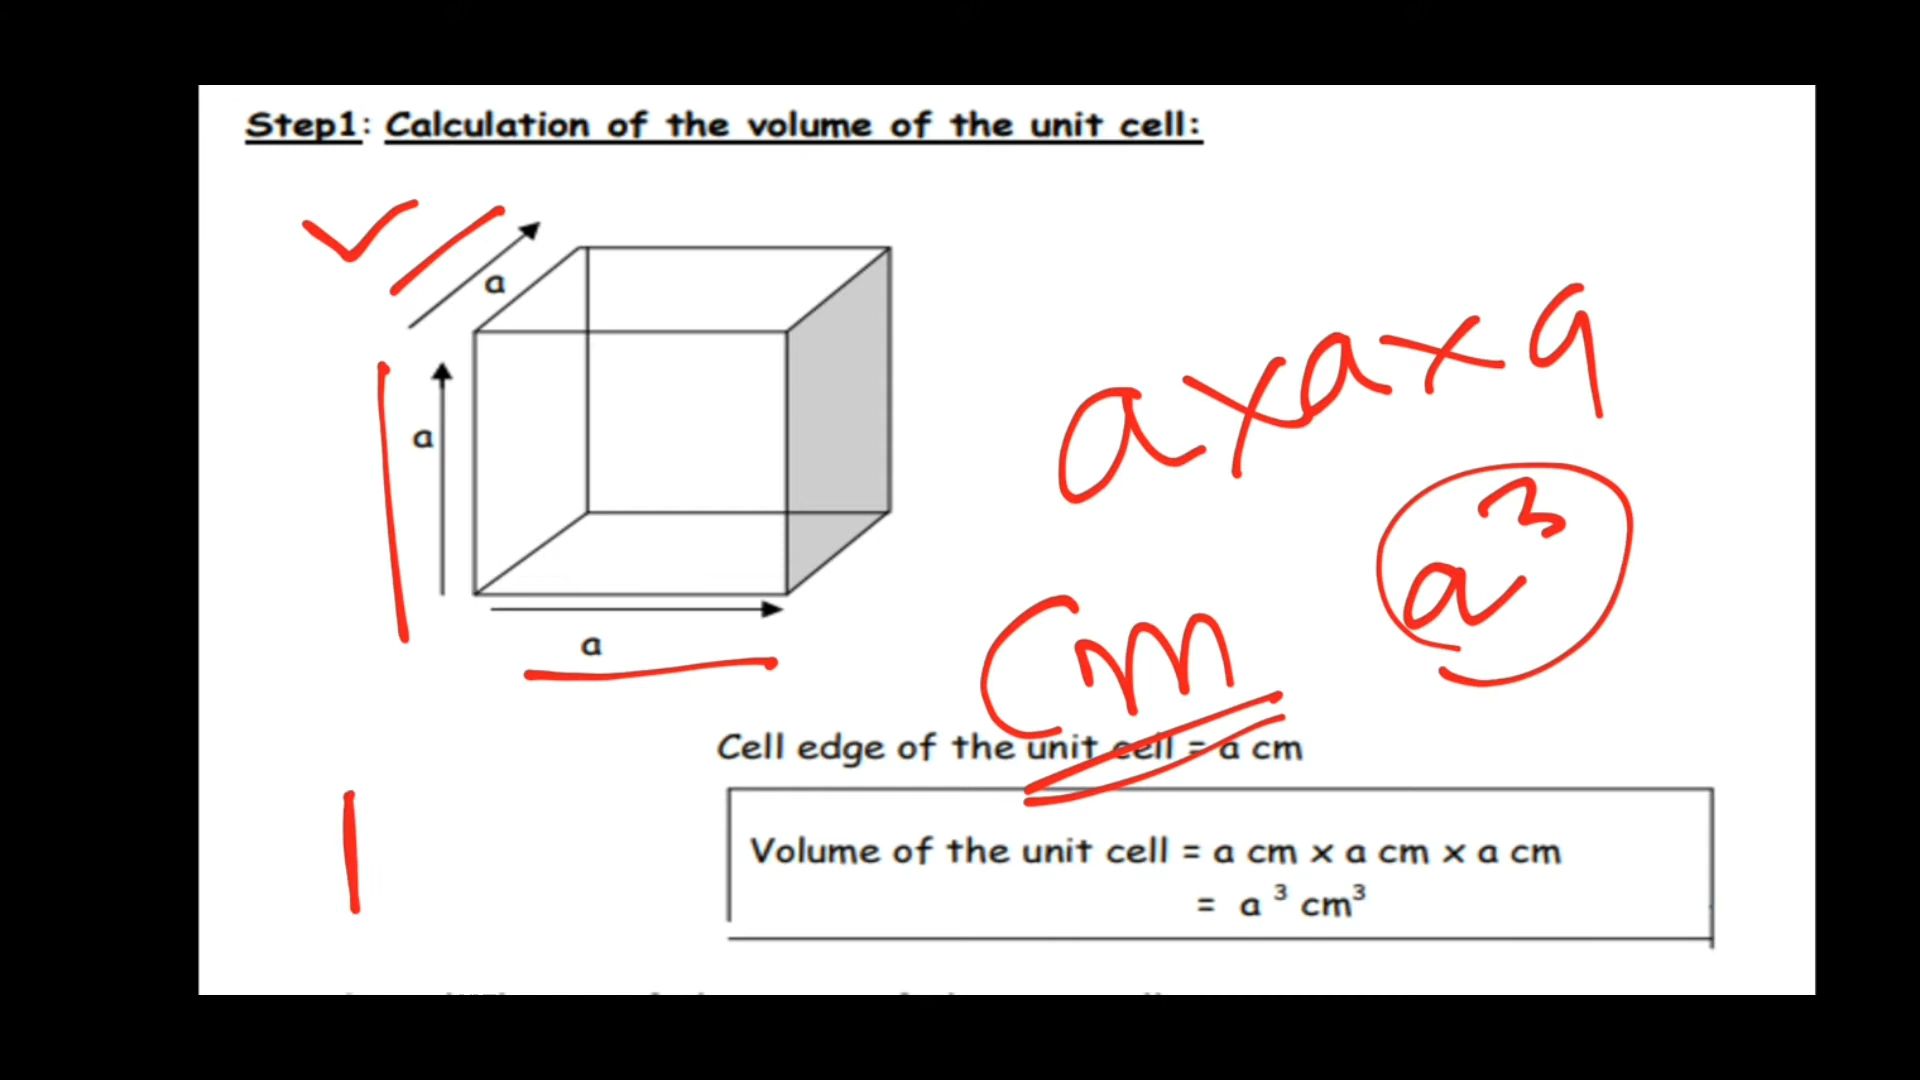 Step1: Calculation of the volume of the unit cell:
a
a
a
a x a x a
a³
Cm
Cell edge of the unit cell = a cm
Volume of the unit cell = a cm x a cm x a cm
= a ³ cm³